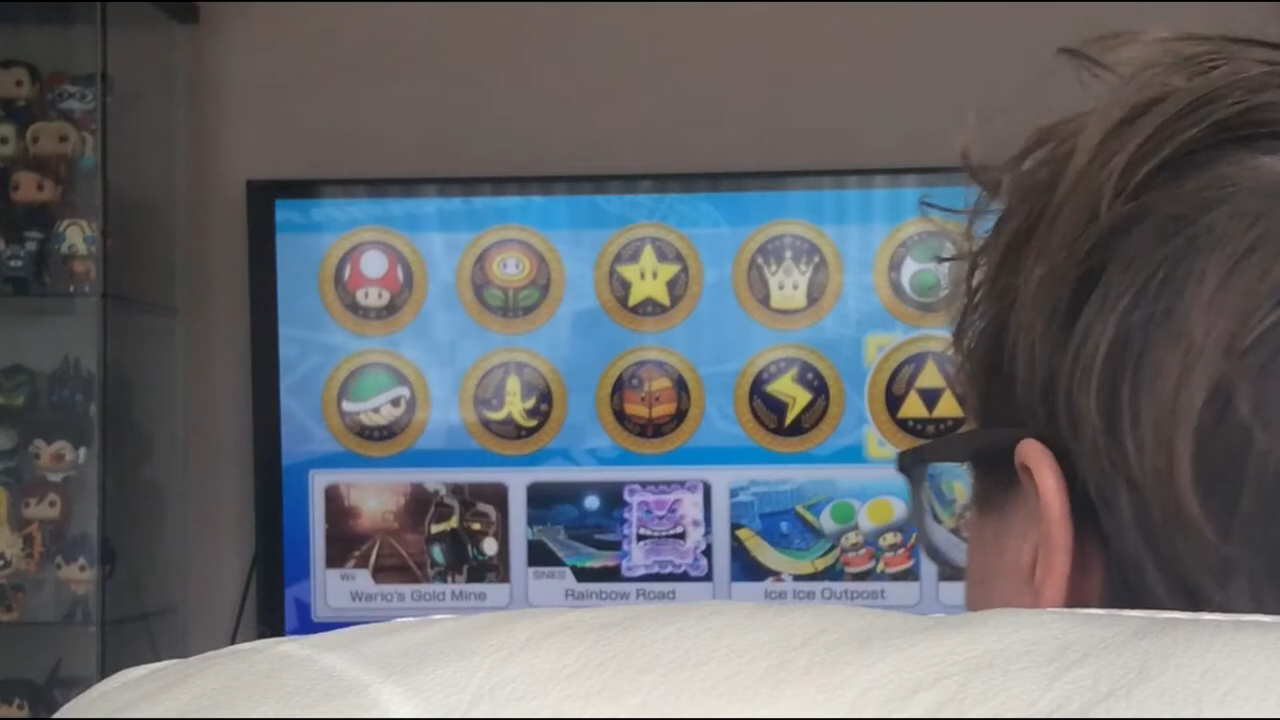 Wii
Wario's Gold Mine
SNES
Rainbow Road
Ice Ice Outpost